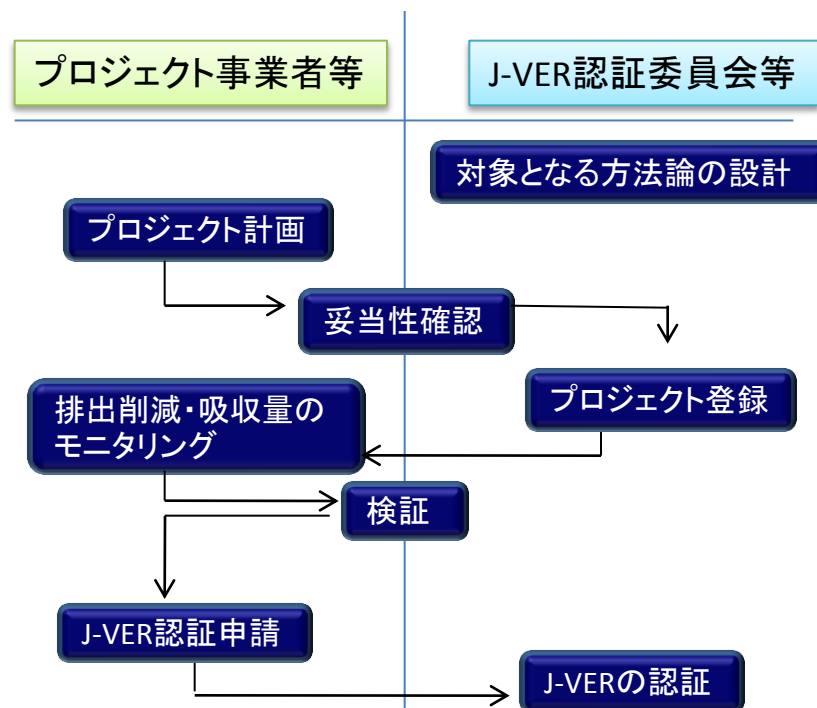 プロジェクト事業者等
J-VER認証委員会等
対象となる方法論の設計
プロジェクト計画
妥当性確認
プロジェクト登録
排出削減・吸収量の
モニタリング
検証
J-VER認証申請
J-VERの認証